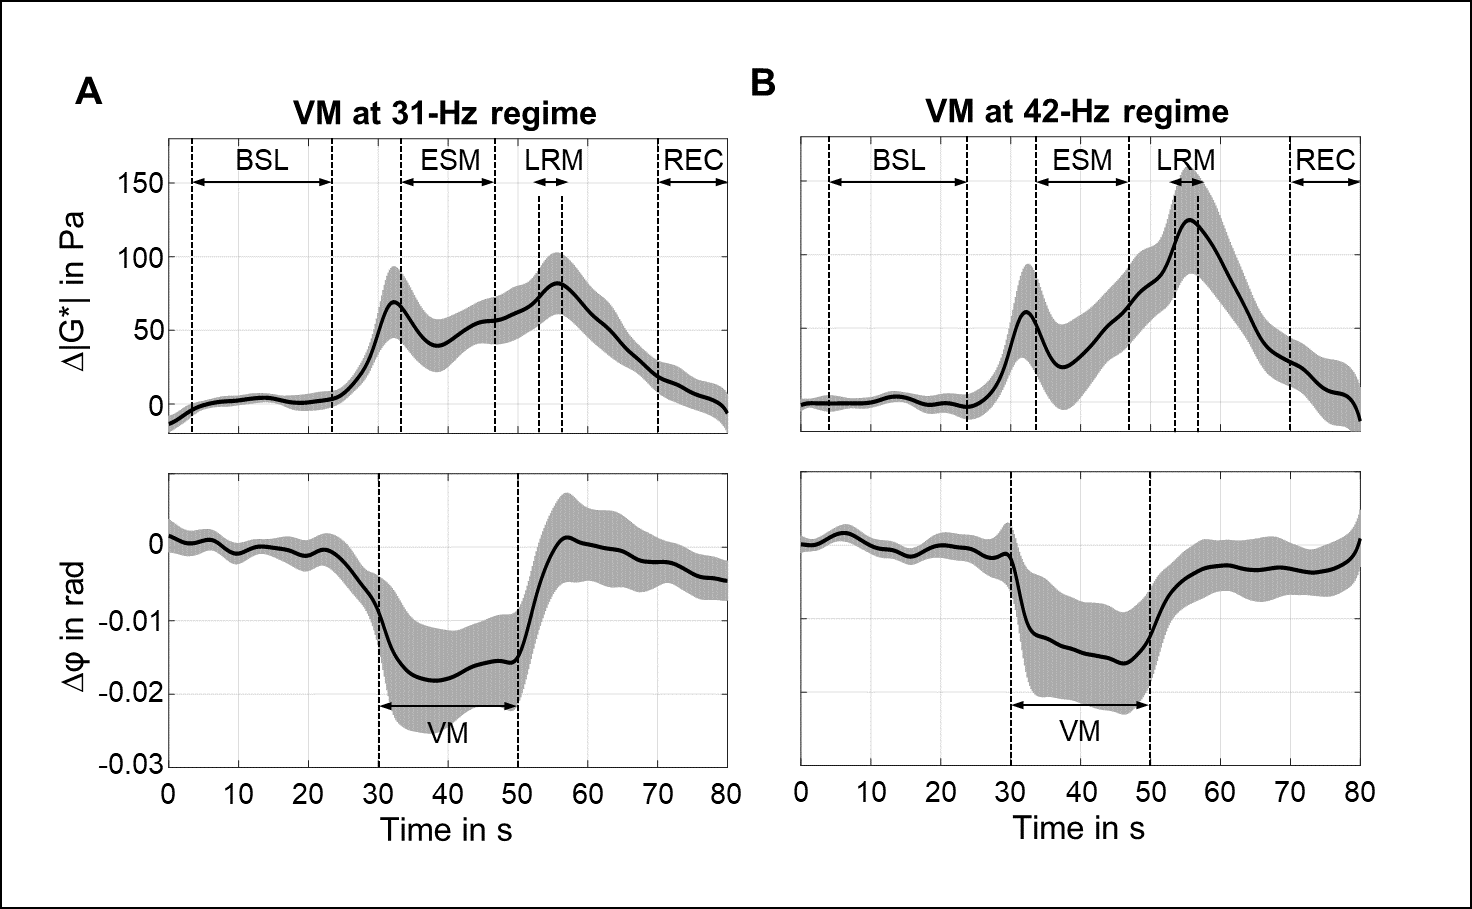 A
VM at 31-Hz regime
BSL
ESM
LRM
REC
150
100
50
0
Δ|G*| in Pa
0
-0.01
-0.02
-0.03
Δφ in rad
VM
0 10 20 30 40 50 60 70 80
Time in s
B
VM at 42-Hz regime
BSL
ESM
LRM
REC
VM
0 10 20 30 40 50 60 70 80
Time in s